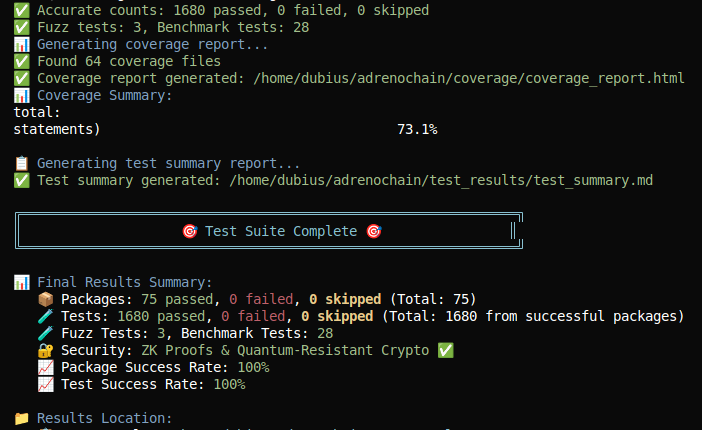 ✅ Accurate counts: 1680 passed, 0 failed, 0 skipped
✅ Fuzz tests: 3, Benchmark tests: 28
📊 Generating coverage report...
✅ Found 64 coverage files
✅ Coverage report generated: /home/dubius/adrenochain/coverage/coverage_report.html
📊 Coverage Summary:
total:
statements) 73.1%
📋 Generating test summary report...
✅ Test summary generated: /home/dubius/adrenochain/test_results/test_summary.md
🎯 Test Suite Complete 🎯
📊 Final Results Summary:
📦 Packages: 75 passed, 0 failed, 0 skipped (Total: 75)
🧪 Tests: 1680 passed, 0 failed, 0 skipped (Total: 1680 from successful packages)
🧪 Fuzz Tests: 3, Benchmark Tests: 28
🔐 Security: ZK Proofs & Quantum-Resistant Crypto ✅
📈 Package Success Rate: 100%
📈 Test Success Rate: 100%
📁 Results Location: